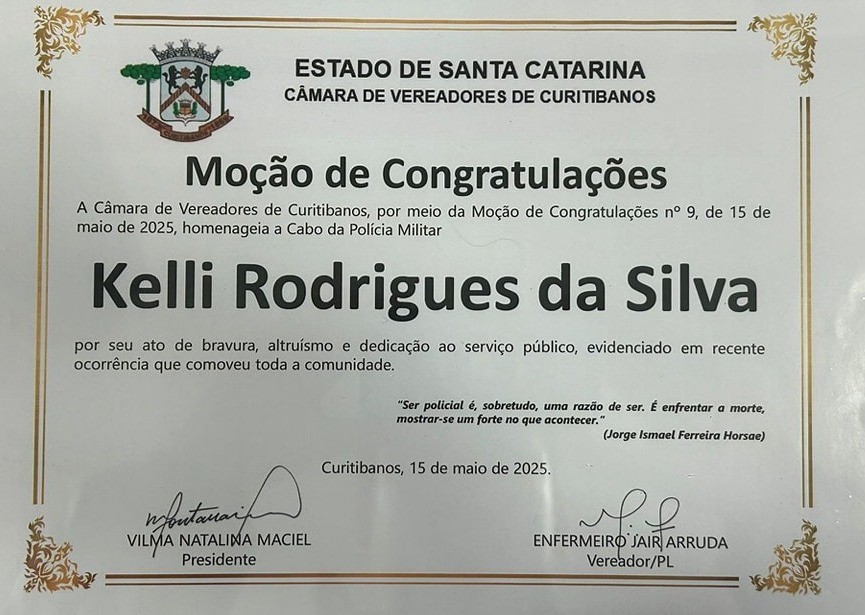 ESTADO DE SANTA CATARINA
CÂMARA DE VEREADORES DE CURITIBANOS
Moção de Congratulações
A Câmara de Vereadores de Curitibanos, por meio da Moção de Congratulações nº 9, de 15 de
maio de 2025, homenageia a Cabo da Polícia Militar
Kelli Rodrigues da Silva
por seu ato de bravura, altruísmo e dedicação ao serviço público, evidenciado em recente
ocorrência que comoveu toda a comunidade.
"Ser policial é, sobretudo, uma razão de ser. É enfrentar a morte,
mostrar-se um forte no que acontecer."
(Jorge Ismael Ferreira Horsae)
Curitibanos, 15 de maio de 2025.
VILMA NATALINA MACIEL
Presidente
ENFERMEIRO JAIR ARRUDA
Vereador/PL